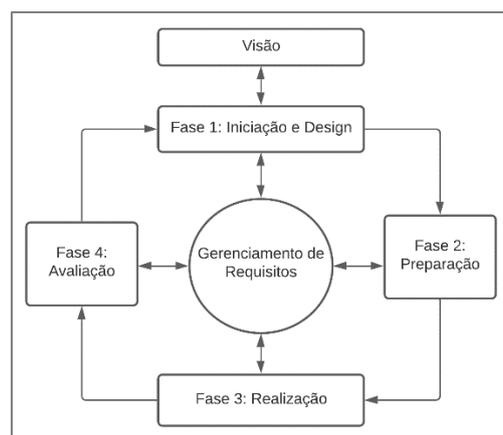 Visão
Fase 1: Iniciação e Design
Fase 4:
Avaliação
Gerenciamento de
Requisitos
Fase 2:
Preparação
Fase 3: Realização